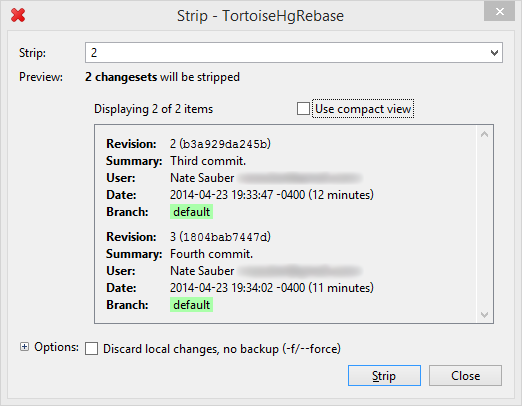 Strip - TortoiseHgRebase
Strip: 2
Preview: 2 changesets will be stripped
Displaying 2 of 2 items Use compact view
Revision: 2 (b3a929da245b)
Summary: Third commit.
User: Nate Sauber
Date: 2014-04-23 19:33:47 -0400 (12 minutes)
Branch: default
Revision: 3 (1804bab7447d)
Summary: Fourth commit.
User: Nate Sauber
Date: 2014-04-23 19:34:02 -0400 (11 minutes)
Branch: default
Options: Discard local changes, no backup (-f/--force)
Strip Close